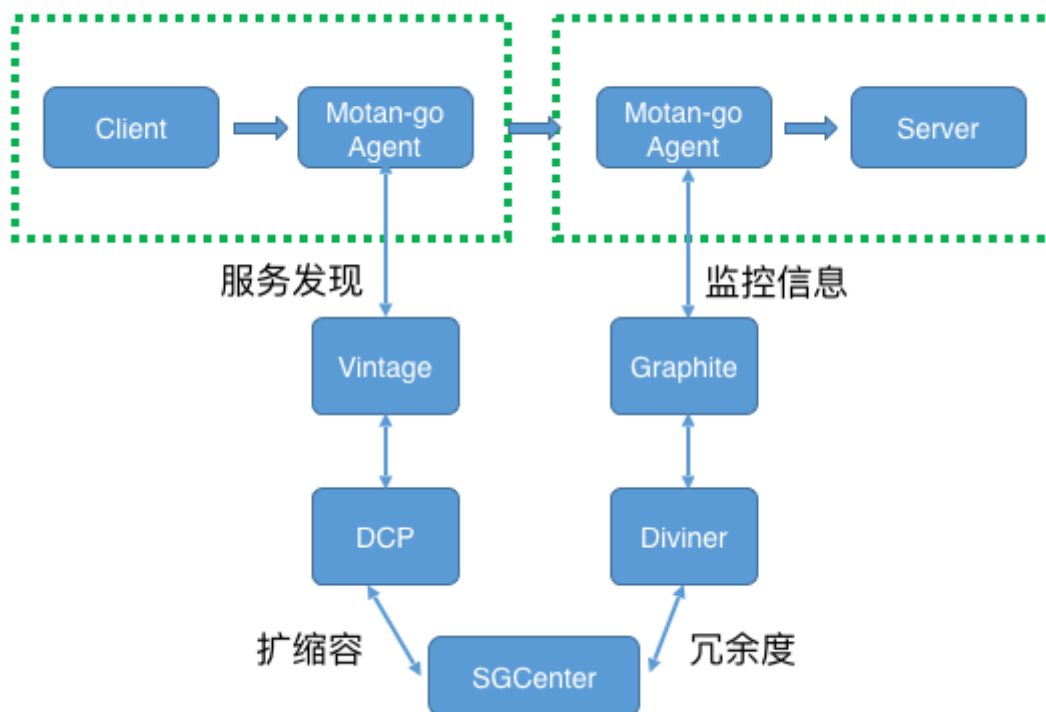 Client
Motan-go
Agent
Motan-go
Agent
Server
服务发现
监控信息
Vintage
Graphite
DCP
Diviner
扩缩容
冗余度
SGCenter